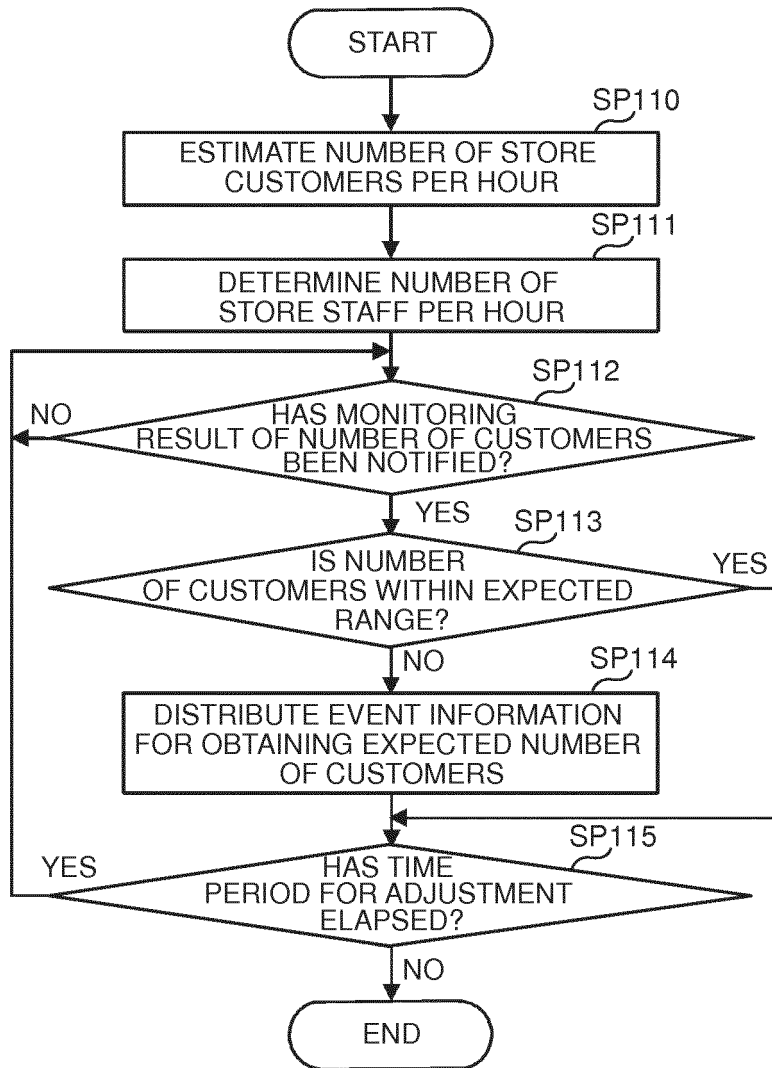 START
SP110
ESTIMATE NUMBER OF STORE
CUSTOMERS PER HOUR
SP111
DETERMINE NUMBER OF
STORE STAFF PER HOUR
SP112
NO
HAS MONITORING
RESULT OF NUMBER OF CUSTOMERS
BEEN NOTIFIED?
YES
SP113
IS NUMBER
OF CUSTOMERS WITHIN EXPECTED
RANGE?
YES
NO
SP114
DISTRIBUTE EVENT INFORMATION
FOR OBTAINING EXPECTED NUMBER
OF CUSTOMERS
SP115
YES
HAS TIME
PERIOD FOR ADJUSTMENT
ELAPSED?
NO
END